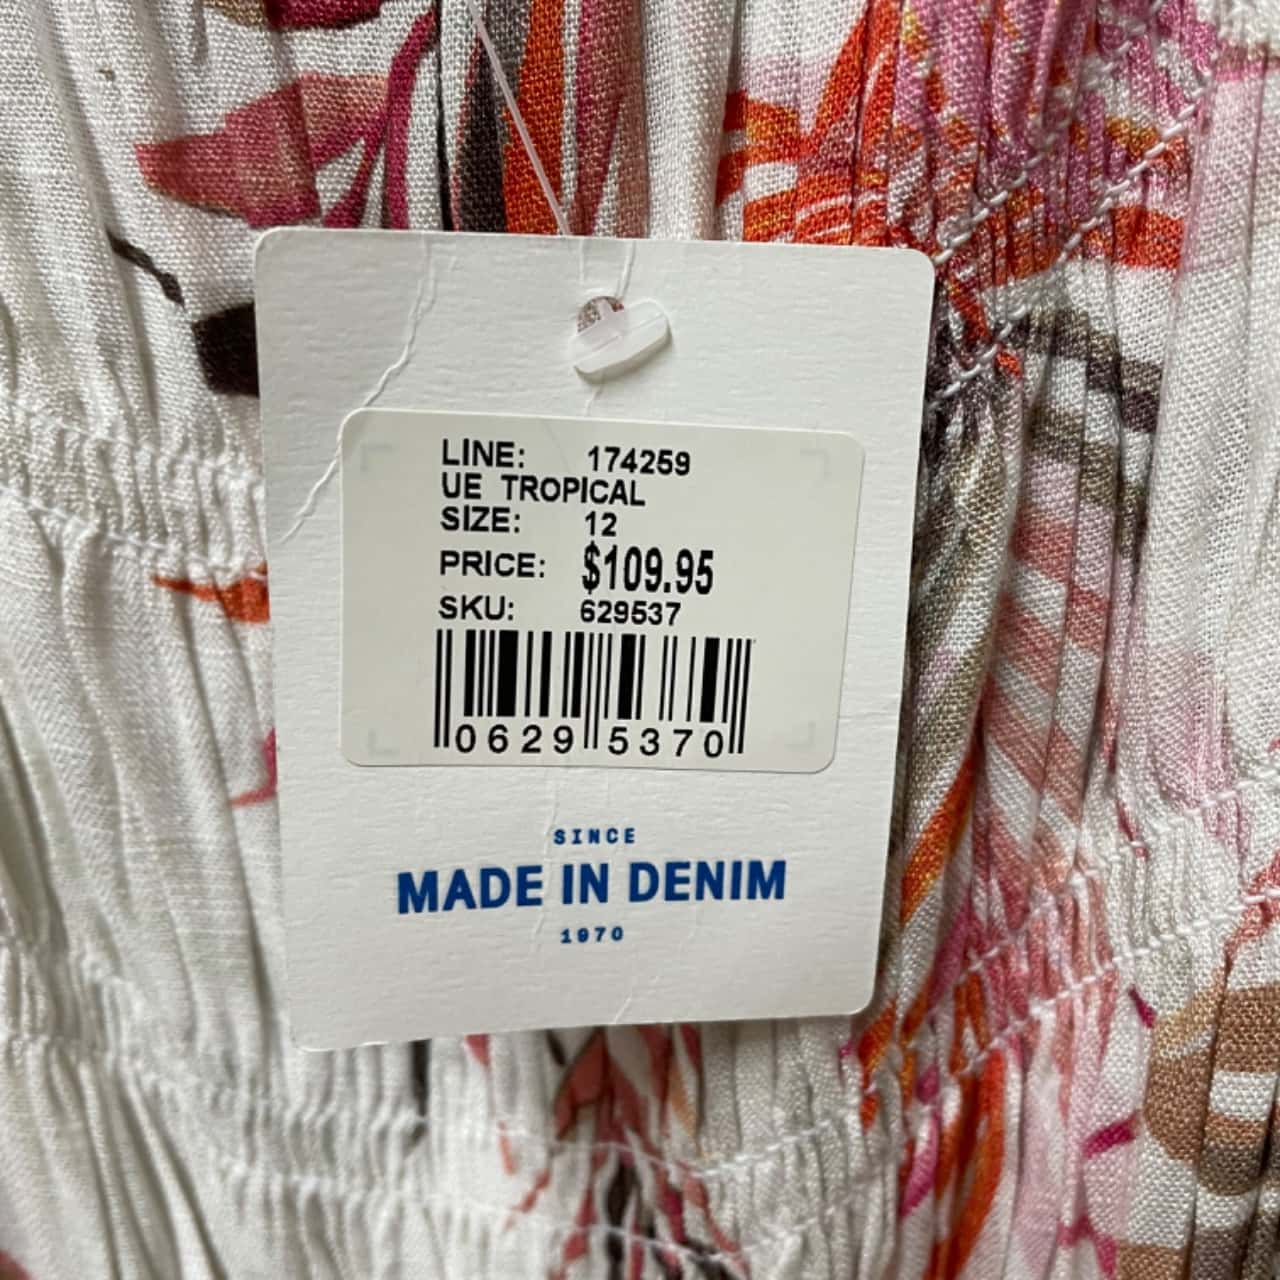 LINE: 174259
UE TROPICAL
SIZE: 12
PRICE: $109.95
SKU: 629537
0629 5370
SINCE
MADE IN DENIM
1970